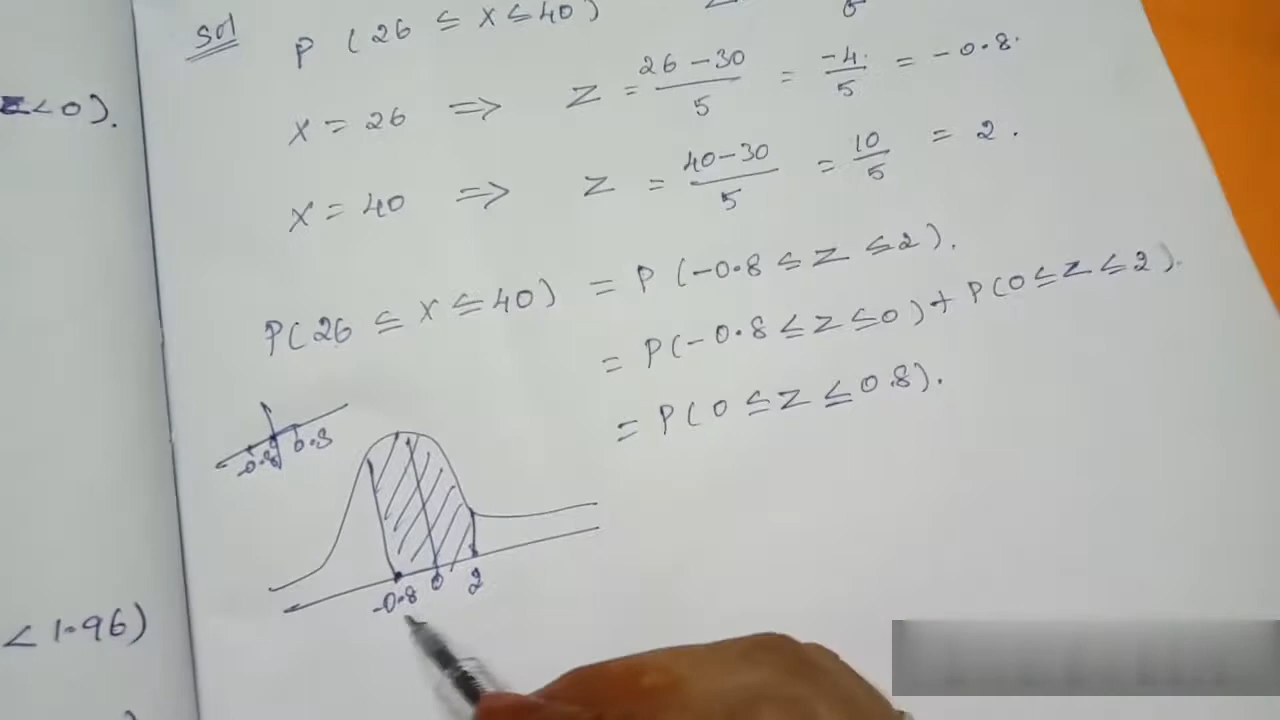 Sol
P (26 ≤ X ≤ 40)
X = 26 ⇒ Z = 26 − 30 / 5 = −4 / 5 = −0.8.
X = 40 ⇒ Z = 40 − 30 / 5 = 10 / 5 = 2.
P(26 ≤ X ≤ 40) = P(−0.8 ≤ Z ≤ 2).
= P(−0.8 ≤ Z ≤ 0) + P(0 ≤ Z ≤ 2).
= P(0 ≤ Z ≤ 0.8).
-0.8 0.8
-0.8 0 2
< 0).
< 1.96)